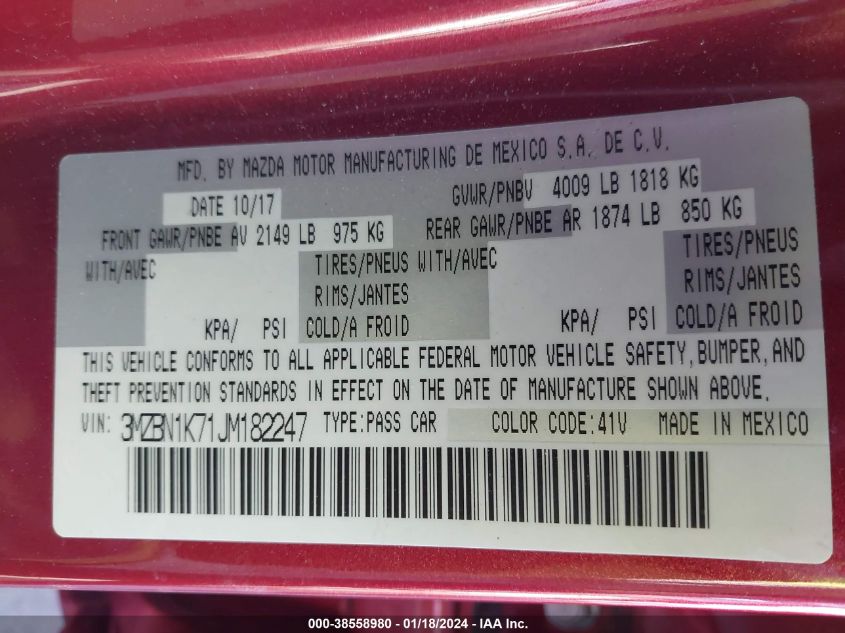 MFD. BY MAZDA MOTOR MANUFACTURING DE MEXICO S.A. DE C.V.
DATE 10/17 GVWR/PNBV 4009 LB 1818 KG
FRONT GAWR/PNBE AV 2149 LB 975 KG REAR GAWR/PNBE AR 1874 LB 850 KG
WITH/AVEC TIRES/PNEUS WITH/AVEC TIRES/PNEUS
RIMS/JANTES RIMS/JANTES
KPA/ PSI COLD/A FROID KPA/ PSI COLD/A FROID
THIS VEHICLE CONFORMS TO ALL APPLICABLE FEDERAL MOTOR VEHICLE SAFETY, BUMPER, AND
THEFT PREVENTION STANDARDS IN EFFECT ON THE DATE OF MANUFACTURE SHOWN ABOVE.
VIN: 3MZBN1K71JM182247 TYPE:PASS CAR COLOR CODE:41V MADE IN MEXICO
000-38558980 - 01/18/2024 - IAA Inc.